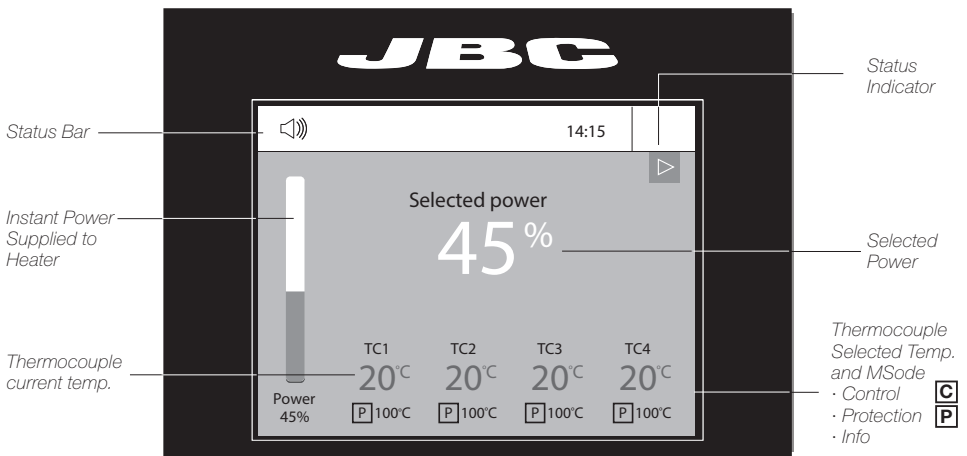 JBC
Status Bar
14:15
Status
Indicator
Instant Power
Supplied to
Heater
Selected power
45%
Selected
Power
Thermocouple
current temp.
TC1 TC2 TC3 TC4
20°C 20°C 20°C 20°C
P 100°C P 100°C P 100°C P 100°C
Power
45%
Thermocouple
Selected Temp.
and MSode
· Control C
· Protection P
· Info